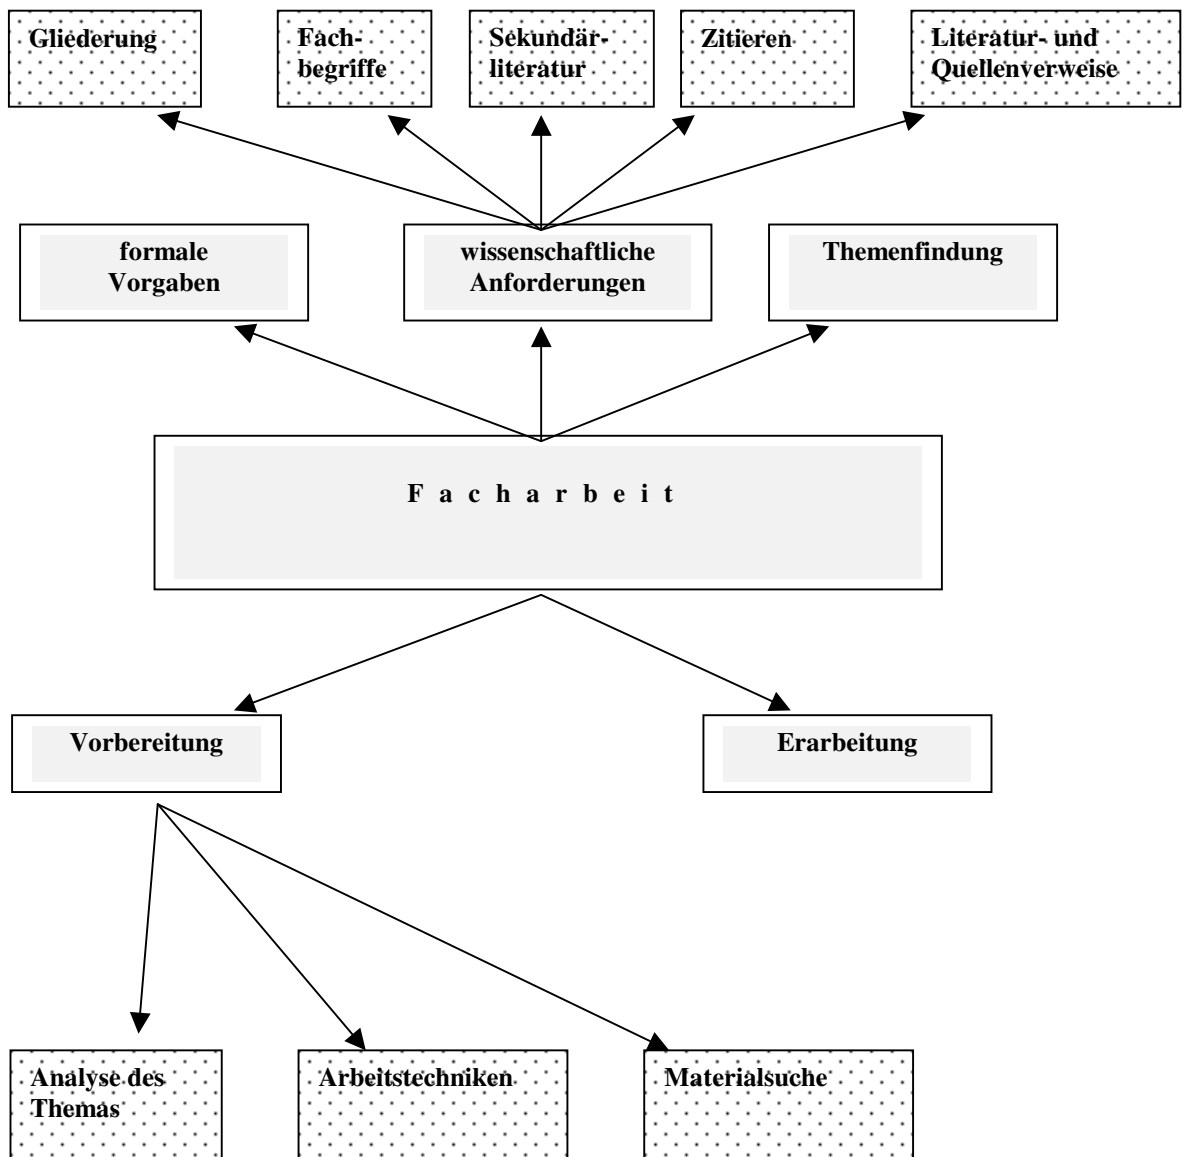 Gliederung
Fach-
begriffe
Sekundär-
literatur
Zitieren
Literatur- und
Quellenverweise
formale
Vorgaben
wissenschaftliche
Anforderungen
Themenfindung
F a c h a r b e i t
Vorbereitung
Erarbeitung
Analyse des
Themas
Arbeitstechniken
Materialsuche